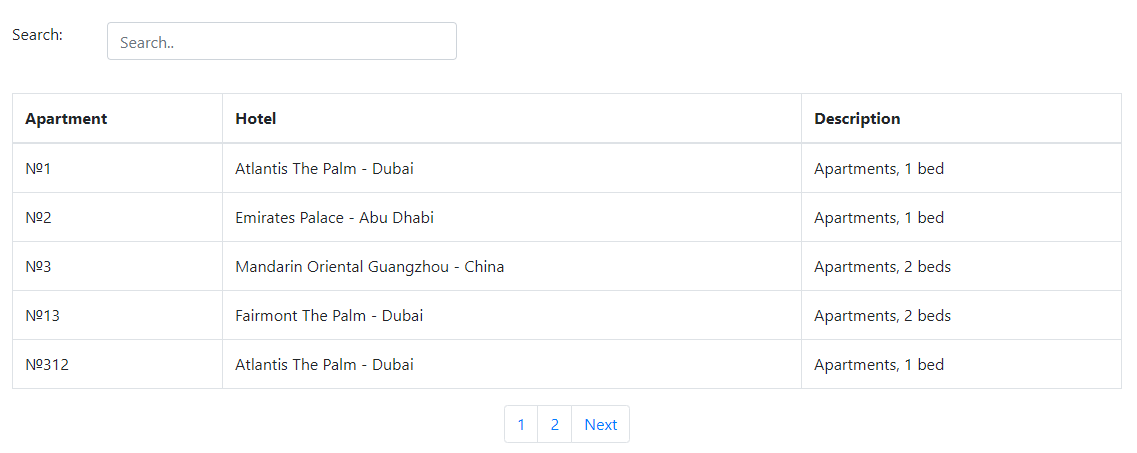 Search: Search..
Apartment Hotel Description
№1 Atlantis The Palm - Dubai Apartments, 1 bed
№2 Emirates Palace - Abu Dhabi Apartments, 1 bed
№3 Mandarin Oriental Guangzhou - China Apartments, 2 beds
№13 Fairmont The Palm - Dubai Apartments, 2 beds
№312 Atlantis The Palm - Dubai Apartments, 1 bed
1 2 Next